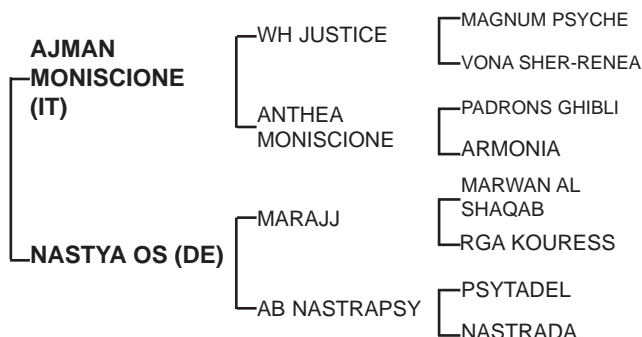 AJMAN
MONISCIONE
(IT)
WH JUSTICE
MAGNUM PSYCHE
VONA SHER-RENEA
ANTHEA
MONISCIONE
PADRONS GHIBLI
ARMONIA
NASTYA OS (DE)
MARAJJ
MARWAN AL
SHAQAB
RGA KOURESS
AB NASTRAPSY
PSYTADEL
NASTRADA